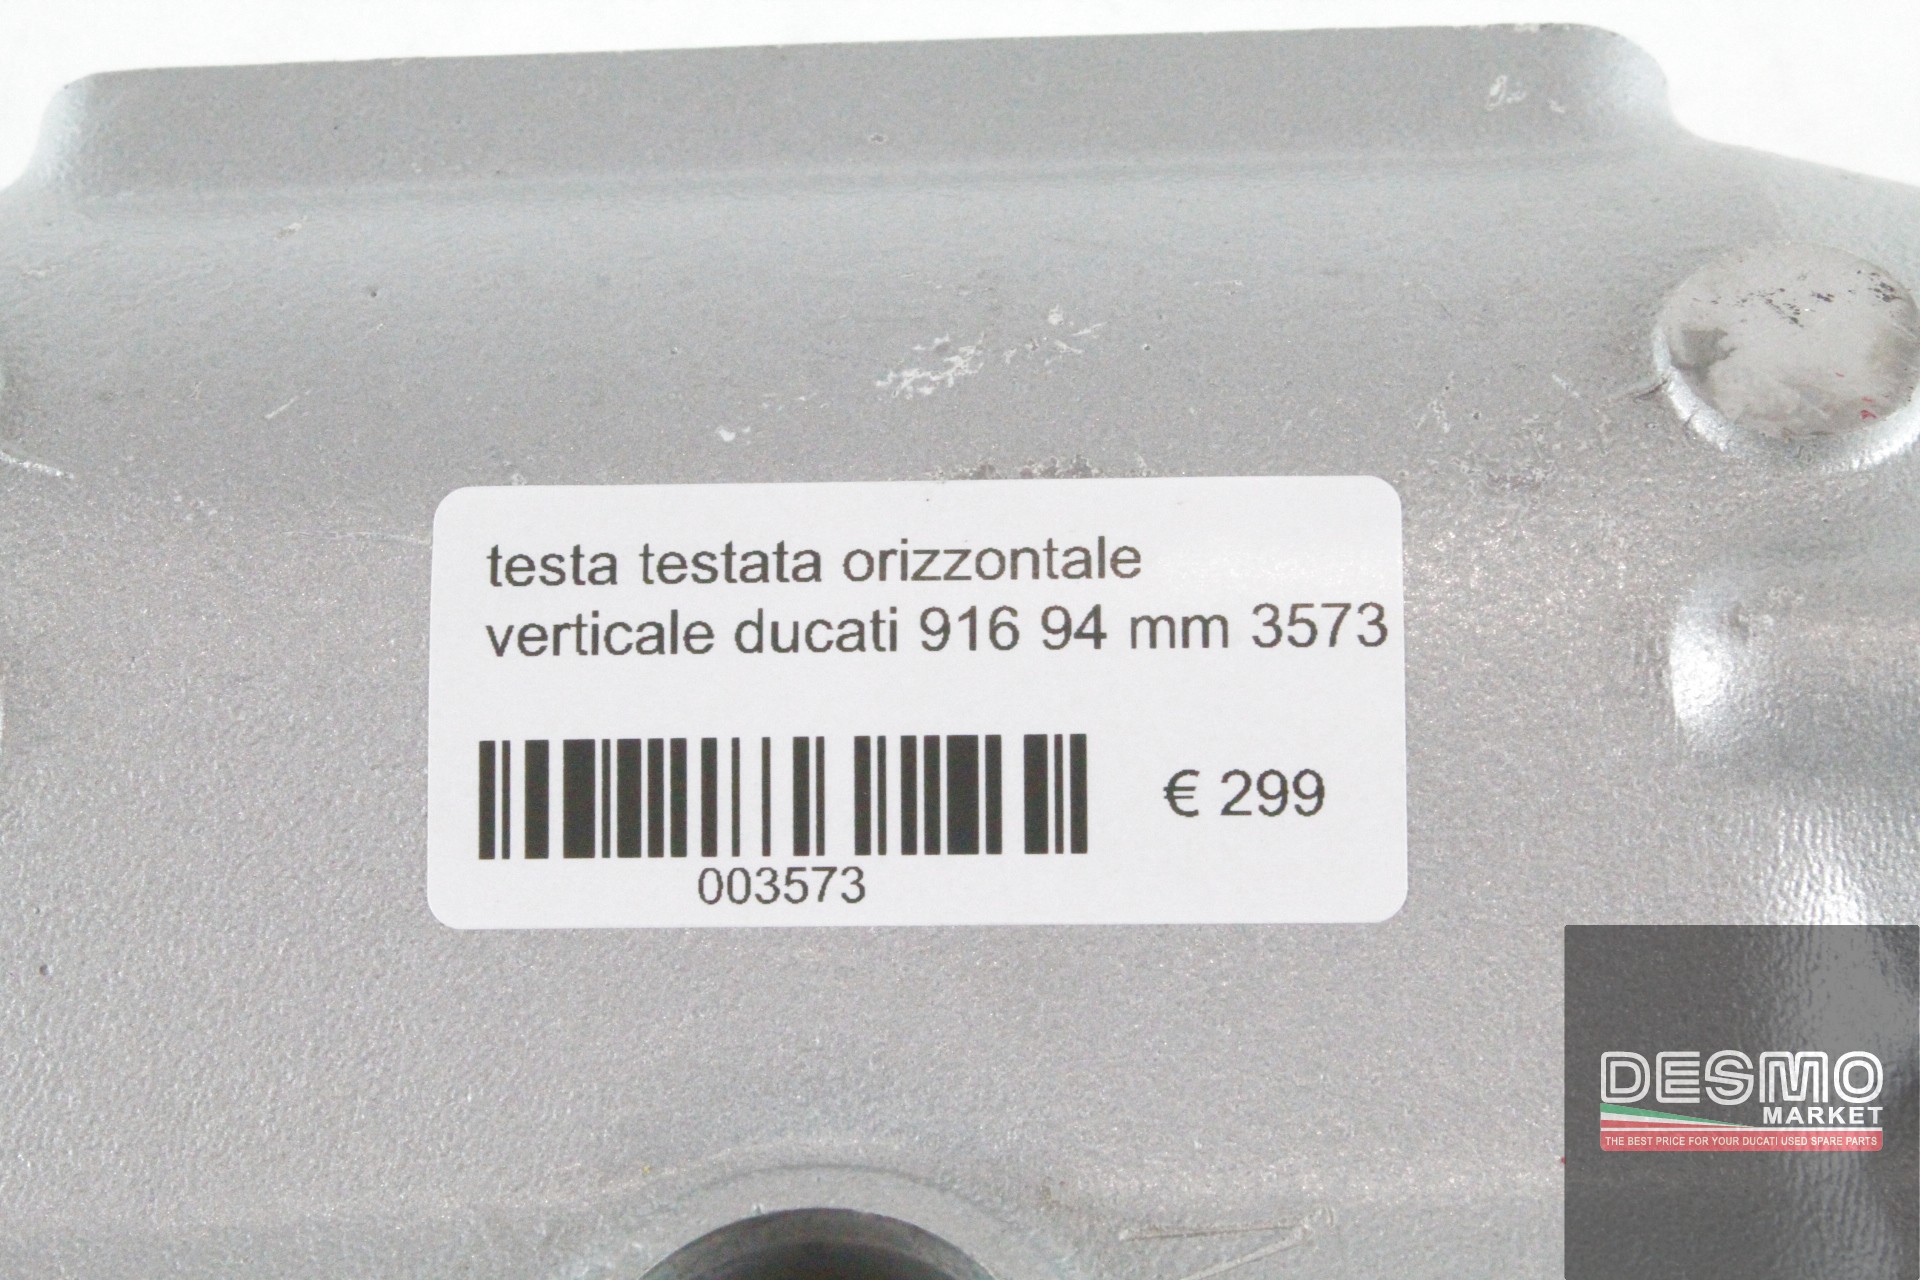 testa testata orizzontale
verticale ducati 916 94 mm 3573
€ 299
003573
DESMO
MARKET
THE BEST PRICE FOR YOUR DUCATI USED SPARE PARTS